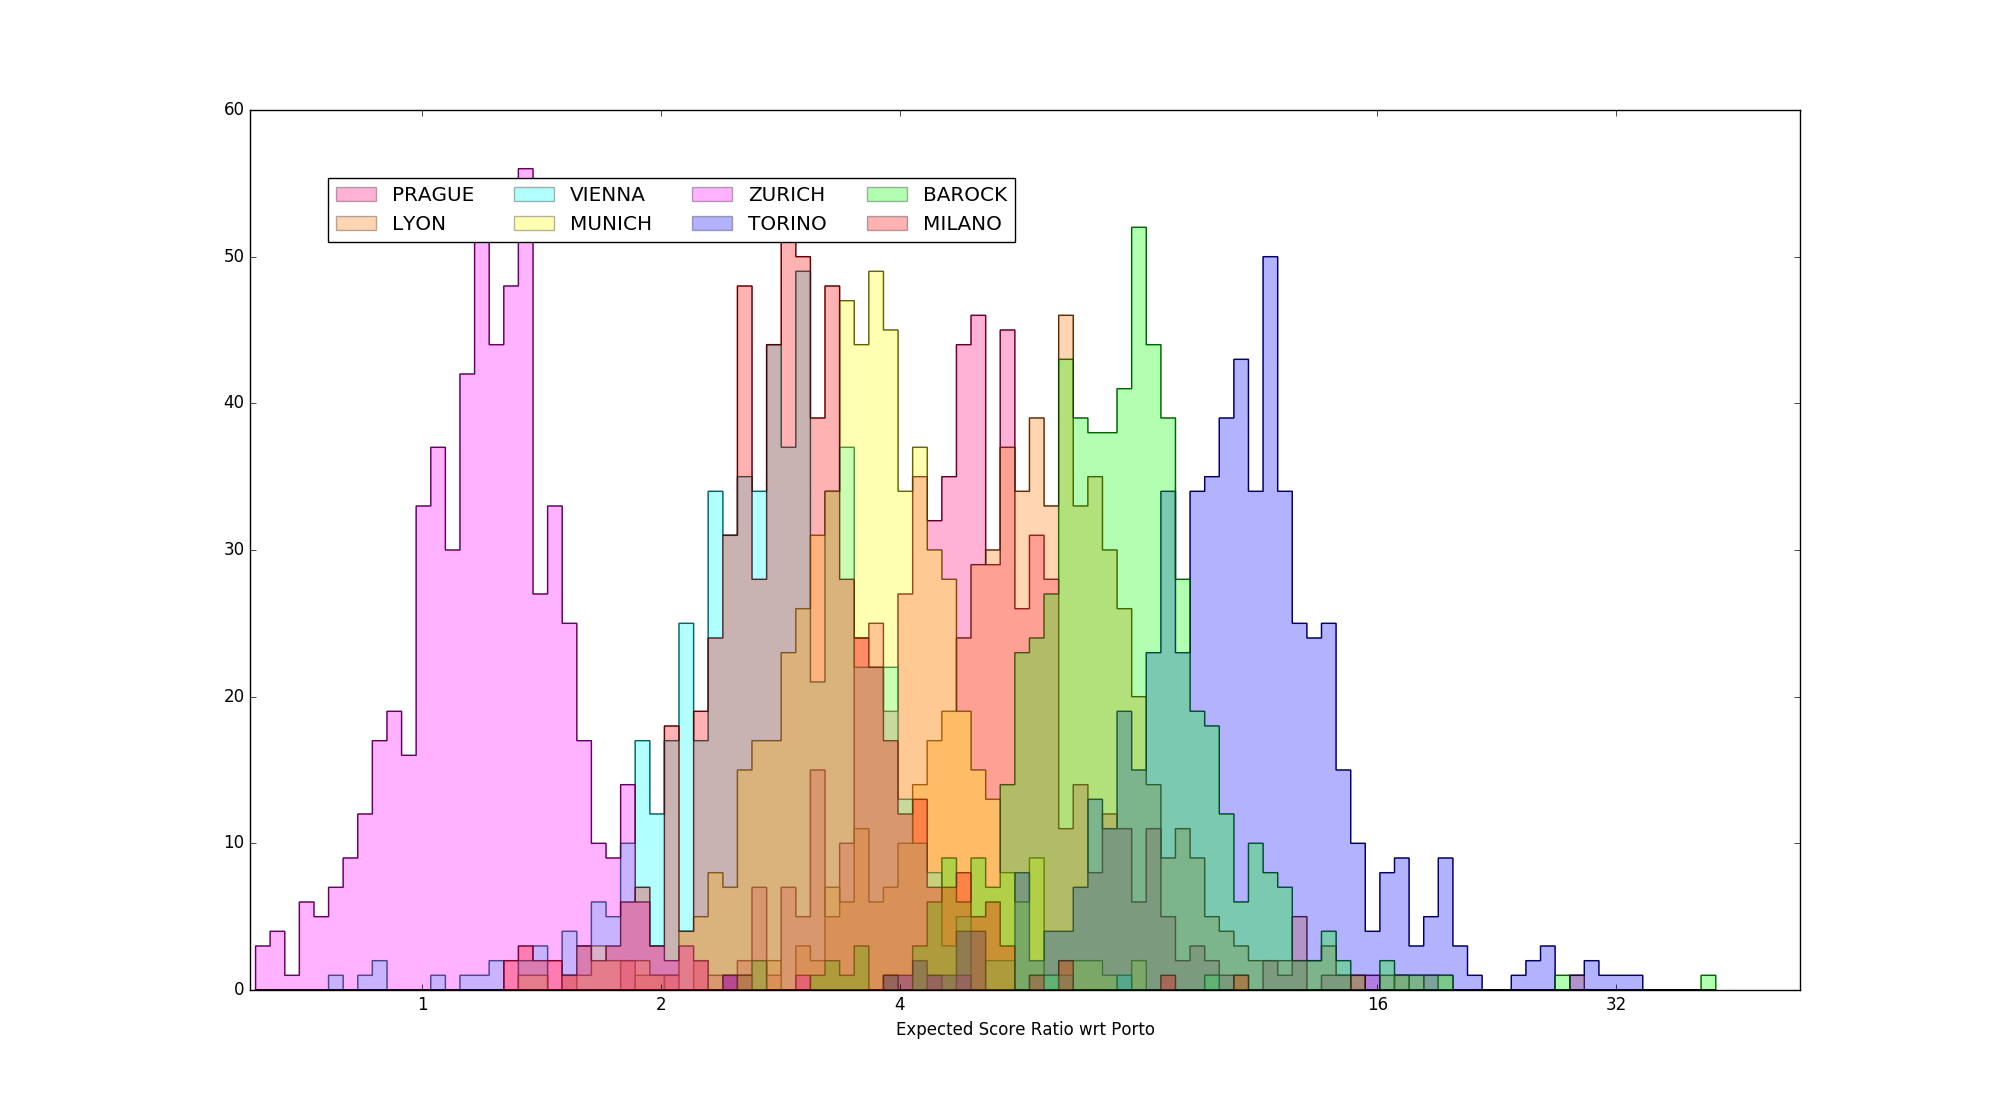 60
PRAGUE VIENNA ZURICH BAROCK
LYON MUNICH TORINO MILANO
50
40
30
20
10
0
1 2 4 16 32
Expected Score Ratio wrt Porto